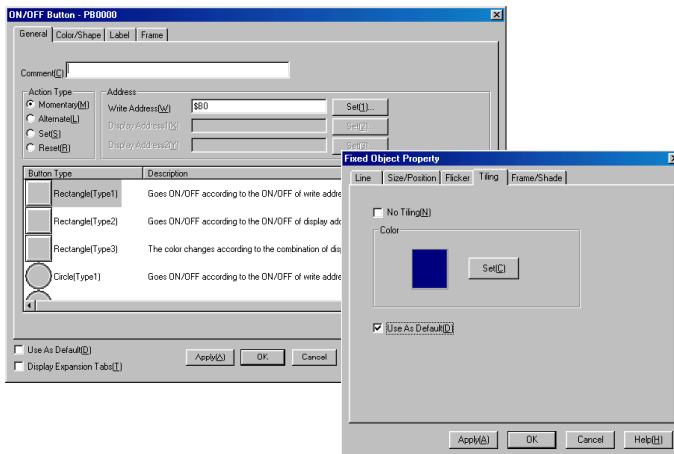 ON/OFF Button - PB0000
General Color/Shape Label Frame
Comment(C)
Action Type
Momentary(M)
Alternate(L)
Set(S)
Reset(R)
Address
Write Address(W) $B0 Set(1)...
Display Address1(X) Set(2)...
Display Address2(Y) Set(3)...
Button Type Description
Rectangle(Type1) Goes ON/OFF according to the ON/OFF of write addre
Rectangle(Type2) Goes ON/OFF according to the ON/OFF of display add
Rectangle(Type3) The color changes according to the combination of disp
Circle(Type1) Goes ON/OFF according to the ON/OFF of write addre
Use As Default(D)
Display Expansion Tabs(T)
Apply(A) OK Cancel
Fixed Object Property
Line Size/Position Flicker Tiling Frame/Shade
No Tiling(N)
Color
Set(C)
Use As Default(D)
Apply(A) OK Cancel Help(H)